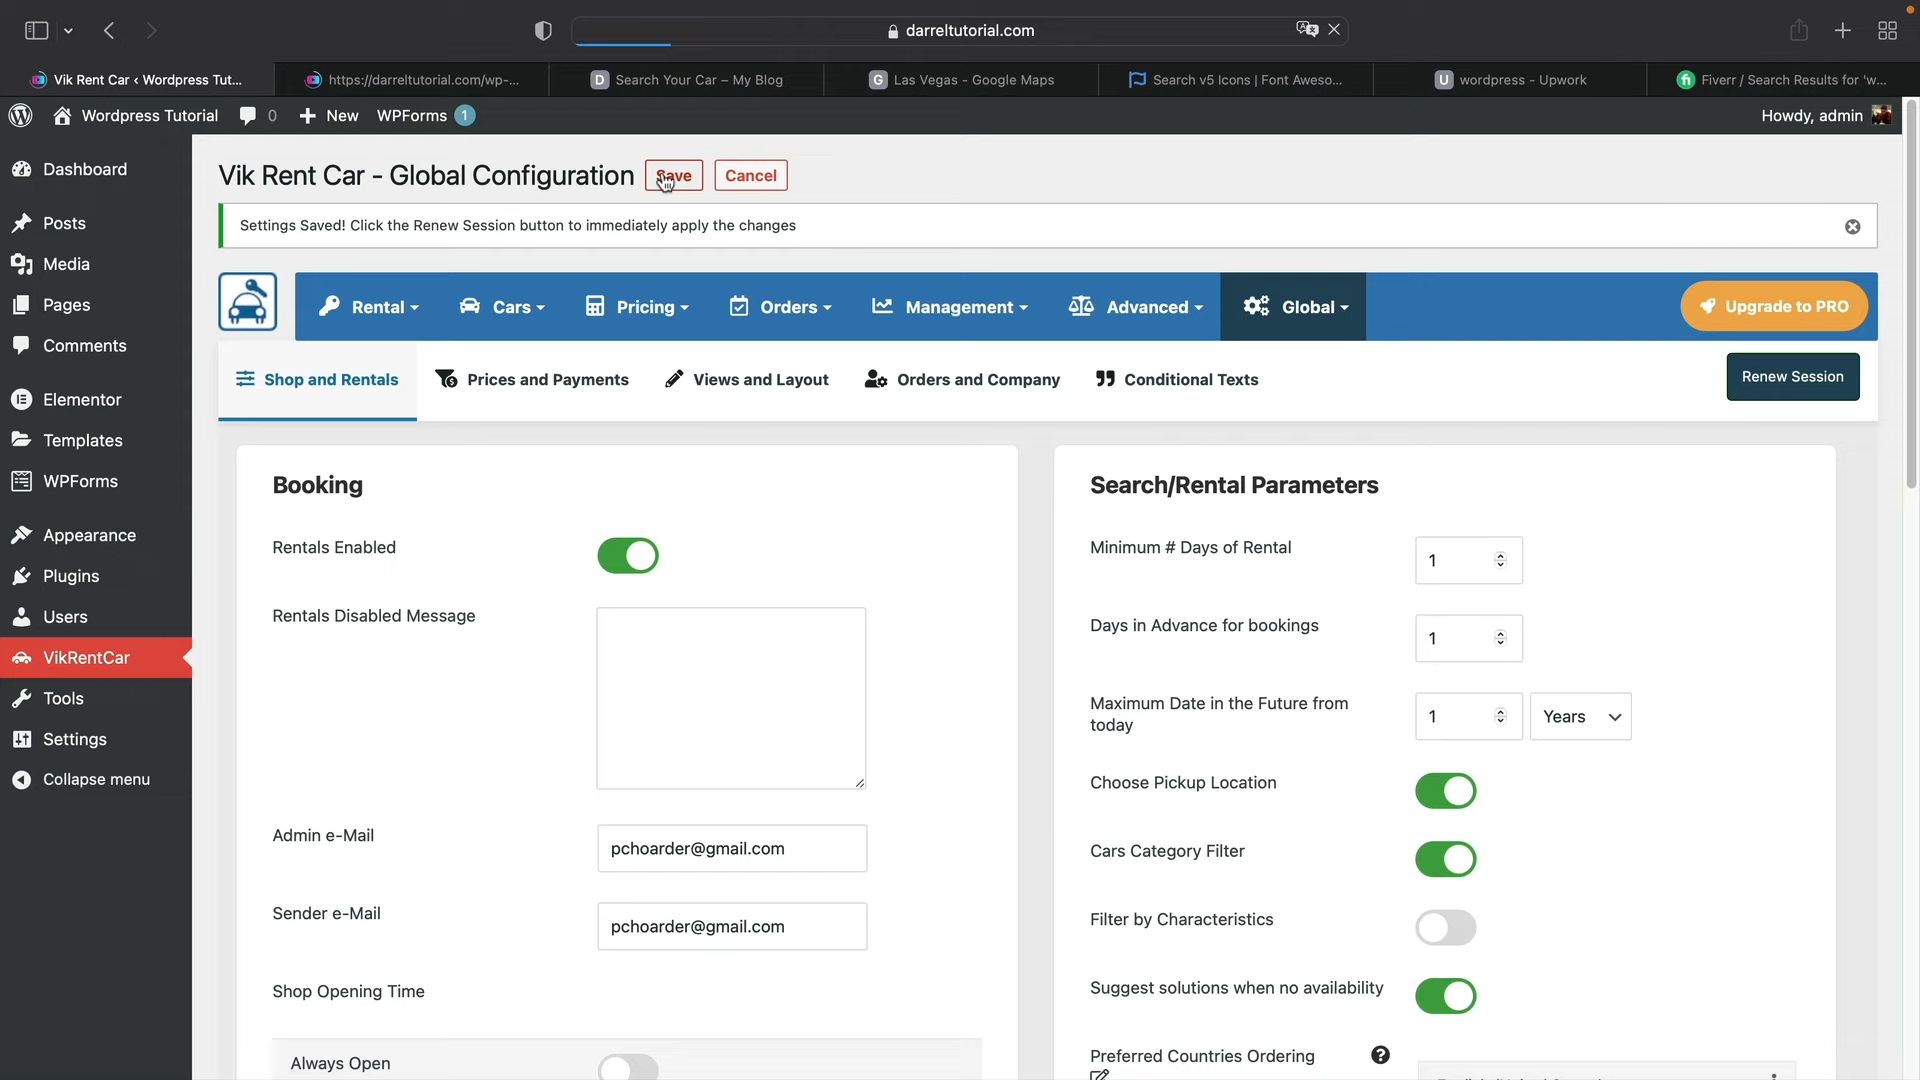 darreltutorial.com
Vik Rent Car ‹ Wordpress Tut...
https://darreltutorial.com/wp-...
D Search Your Car – My Blog
G Las Vegas - Google Maps
Search v5 Icons | Font Aweso...
U wordpress - Upwork
fi Fiverr / Search Results for 'w...
Wordpress Tutorial
0
New
WPForms 1
Howdy, admin
Dashboard
Posts
Media
Pages
Comments
Elementor
Templates
WPForms
Appearance
Plugins
Users
VikRentCar
Tools
Settings
Collapse menu
Vik Rent Car - Global Configuration
Save
Cancel
Settings Saved! Click the Renew Session button to immediately apply the changes
Rental
Cars
Pricing
Orders
Management
Advanced
Global
Upgrade to PRO
Shop and Rentals
Prices and Payments
Views and Layout
Orders and Company
Conditional Texts
Renew Session
Booking
Rentals Enabled
Rentals Disabled Message
Admin e-Mail
pchoarder@gmail.com
Sender e-Mail
pchoarder@gmail.com
Shop Opening Time
Always Open
Search/Rental Parameters
Minimum # Days of Rental
1
Days in Advance for bookings
1
Maximum Date in the Future from
today
1
Years
Choose Pickup Location
Cars Category Filter
Filter by Characteristics
Suggest solutions when no availability
Preferred Countries Ordering
?